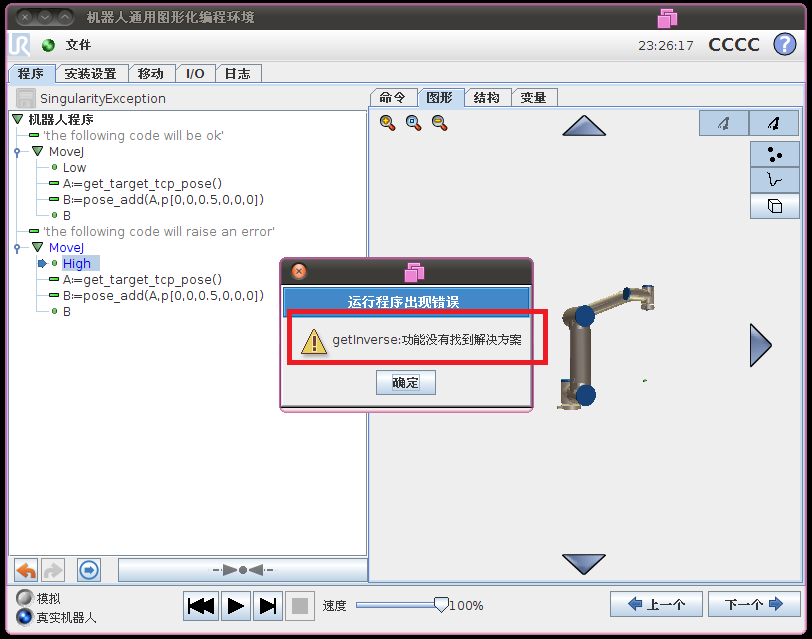 机器人通用图形化编程环境
UR
文件
23:26:17
CCCC
?
程序
安装设置
移动
I/O
日志
SingularityException
命令
图形
结构
变量
机器人程序
'the following code will be ok'
MoveJ
Low
A:=get_target_tcp_pose()
B:=pose_add(A,p[0,0,0.5,0,0,0])
B
'the following code will raise an error'
MoveJ
High
A:=get_target_tcp_pose()
B:=pose_add(A,p[0,0,0.5,0,0,0])
B
运行程序出现错误
getInverse:功能没有找到解决方案
确定
模拟
真实机器人
速度
100%
上一个
下一个